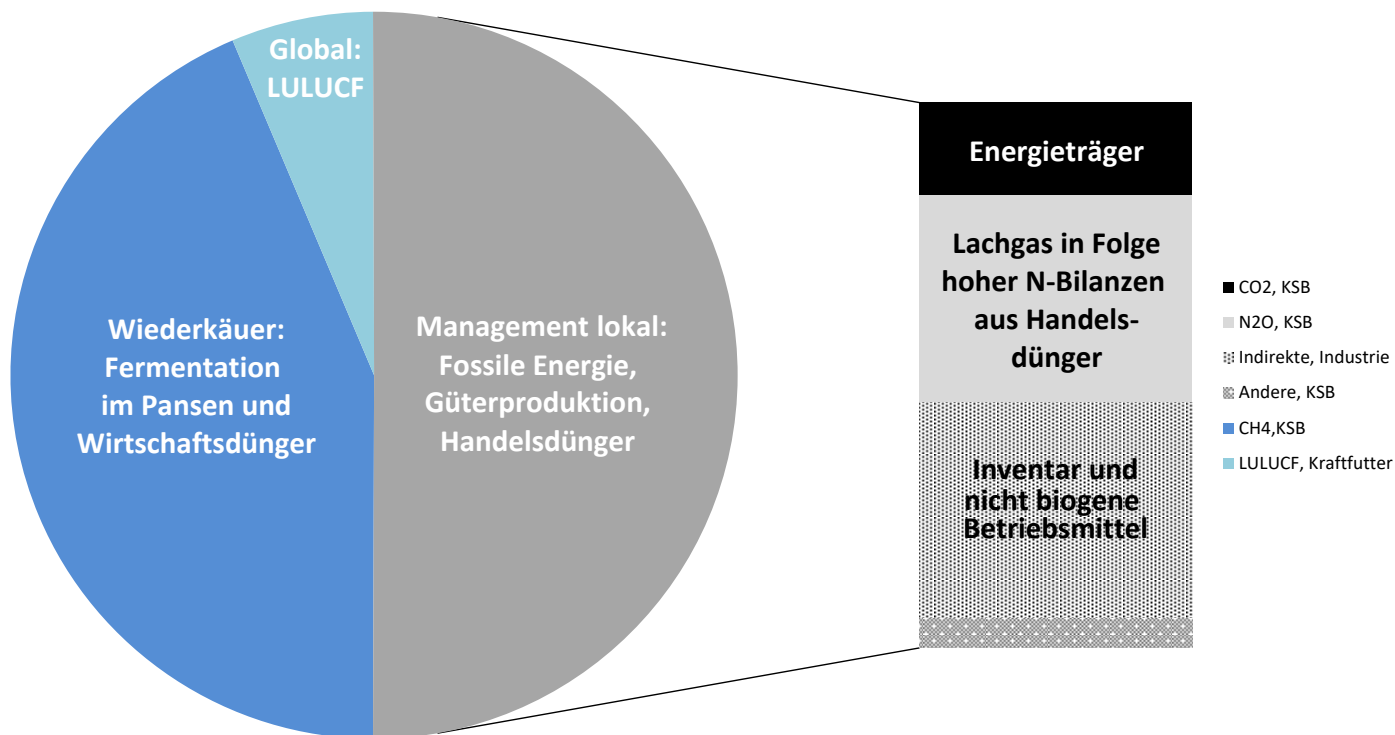 Global:
LULUCF
Wiederkäuer:
Fermentation
im Pansen und
Wirtschaftsdünger
Management lokal:
Fossile Energie,
Güterproduktion,
Handelsdünger
Energieträger
Lachgas in Folge
hoher N-Bilanzen
aus Handels-
dünger
Inventar und
nicht biogene
Betriebsmittel
CO2, KSB
N2O, KSB
Indirekte, Industrie
Andere, KSB
CH4,KSB
LULUCF, Kraftfutter